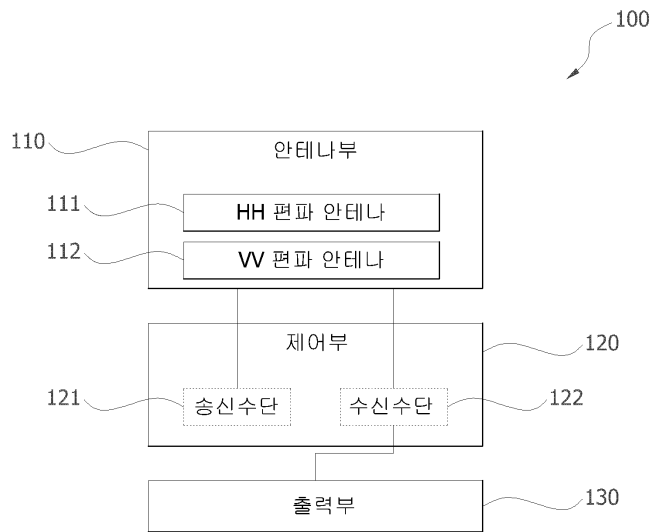 100
110
안테나부
111
HH 편파 안테나
112
VV 편파 안테나
제어부
120
121
송신수단
수신수단
122
출력부
130